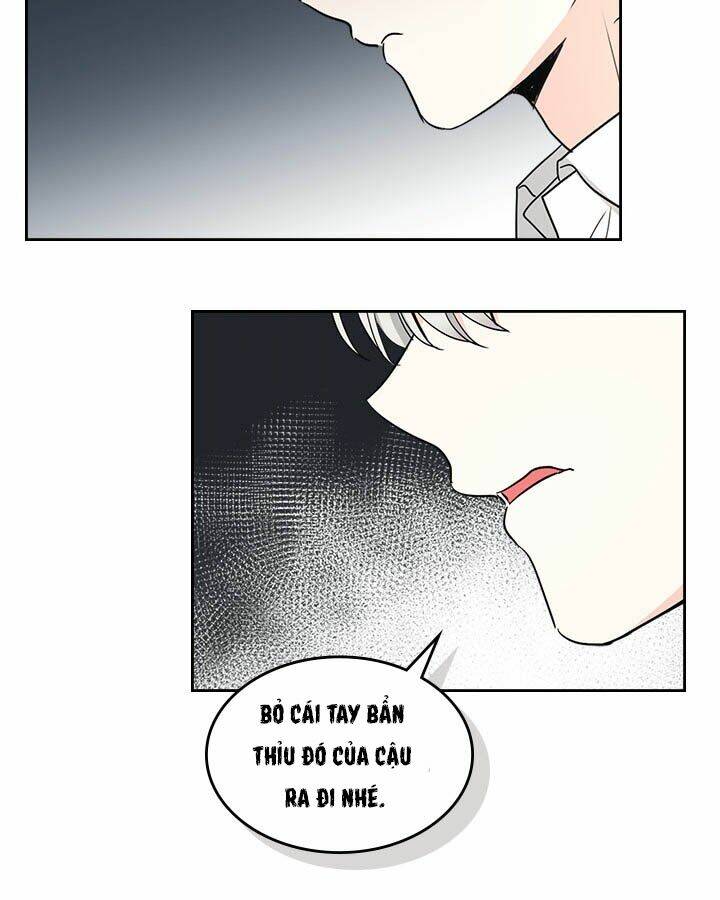 BỎ CÁI TAY BẨN
THỈU ĐÓ CỦA CẬU
RA ĐI NHÉ.